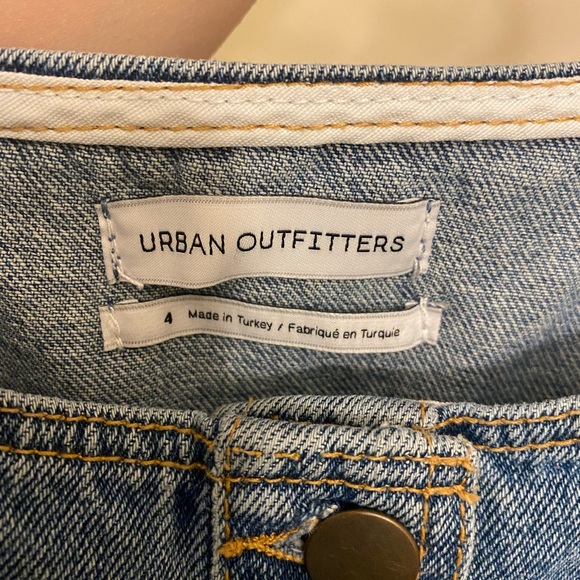 URBAN OUTFITTERS
4 Made in Turkey / Fabriqué en Turquie